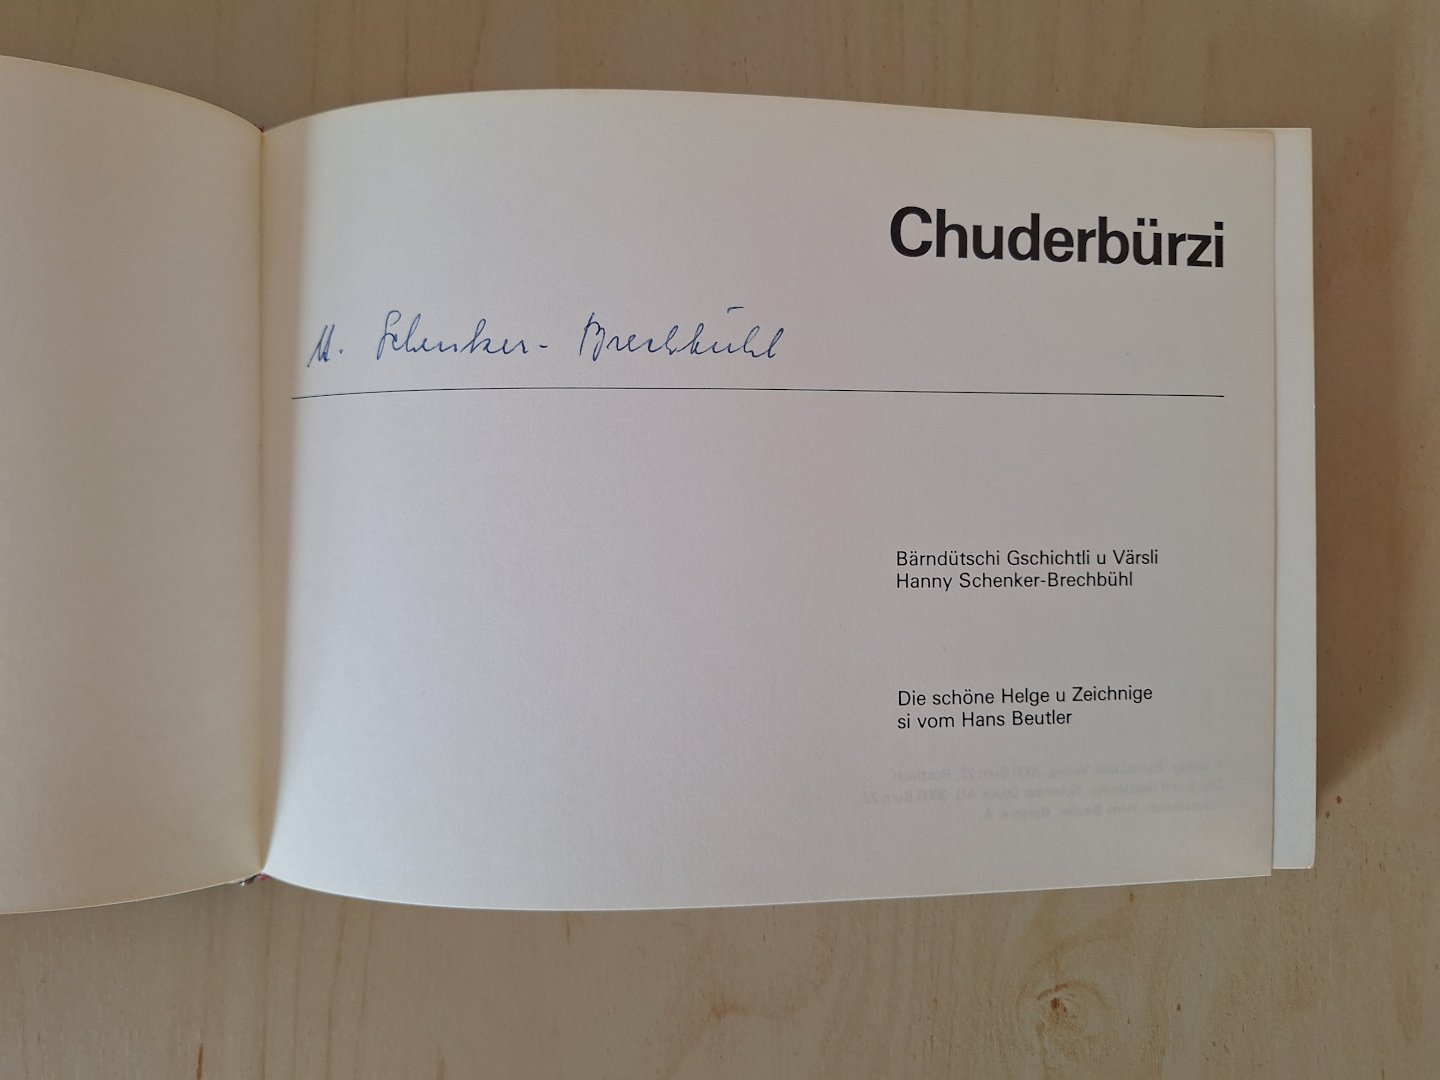 Chuderbürzi
H. Schenker-Brechbühl
Bärndütschi Gschichtli u Värsli
Hanny Schenker-Brechbühl
Die schöne Helge u Zeichnige
si vom Hans Beutler